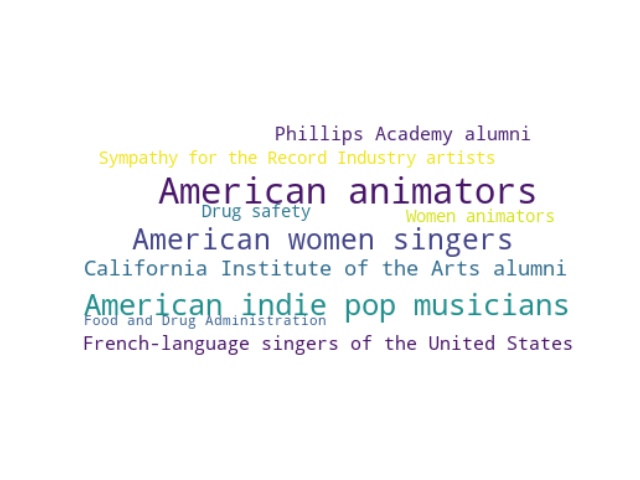 Phillips Academy alumni
Sympathy for the Record Industry artists
American animators
Drug safety
Women animators
American women singers
California Institute of the Arts alumni
American indie pop musicians
Food and Drug Administration
French-language singers of the United States